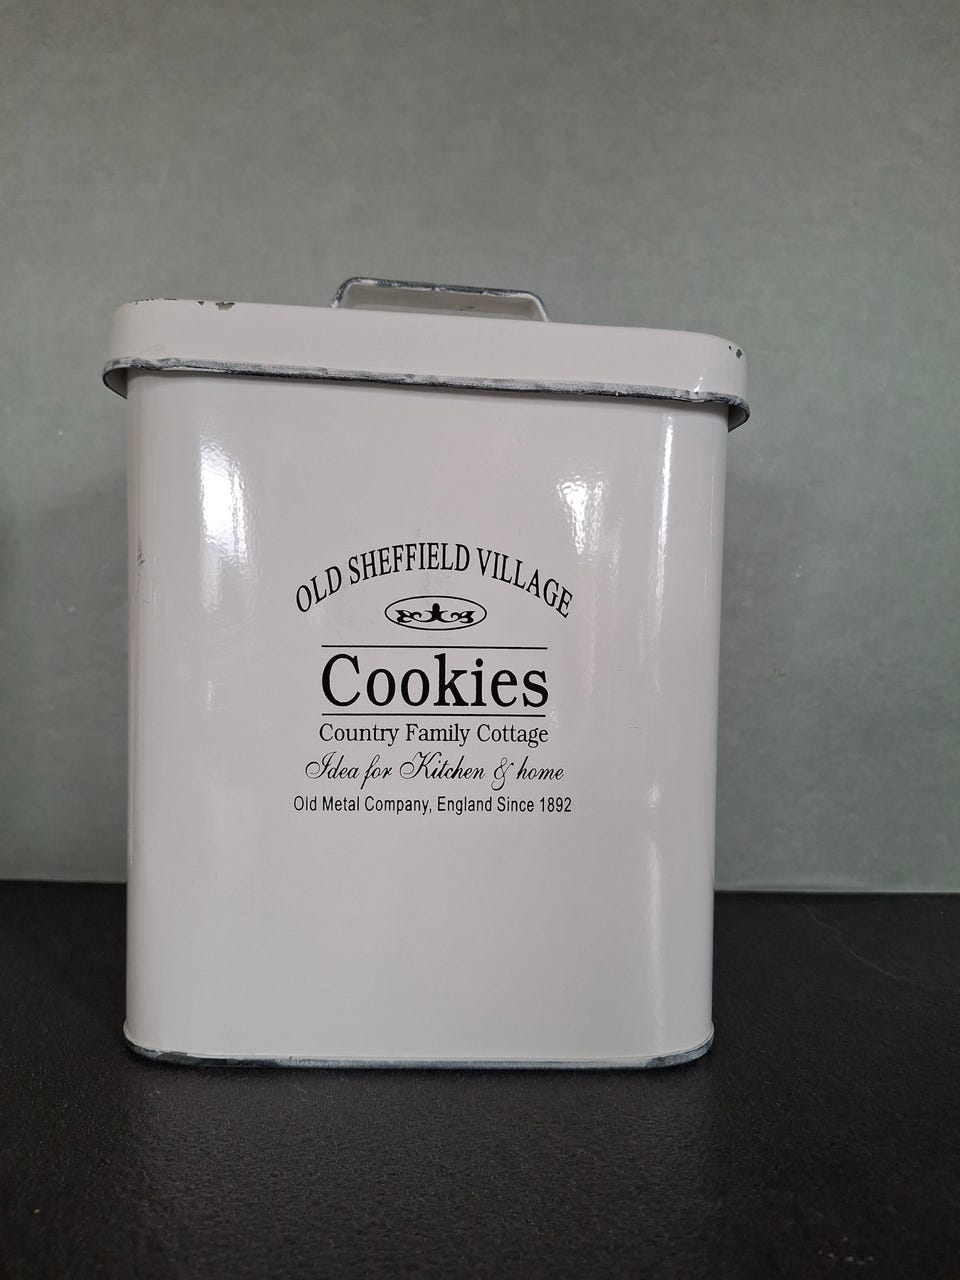 OLD SHEFFIELD VILLAGE
Cookies
Country Family Cottage
Idea for Kitchen & home
Old Metal Company, England Since 1892